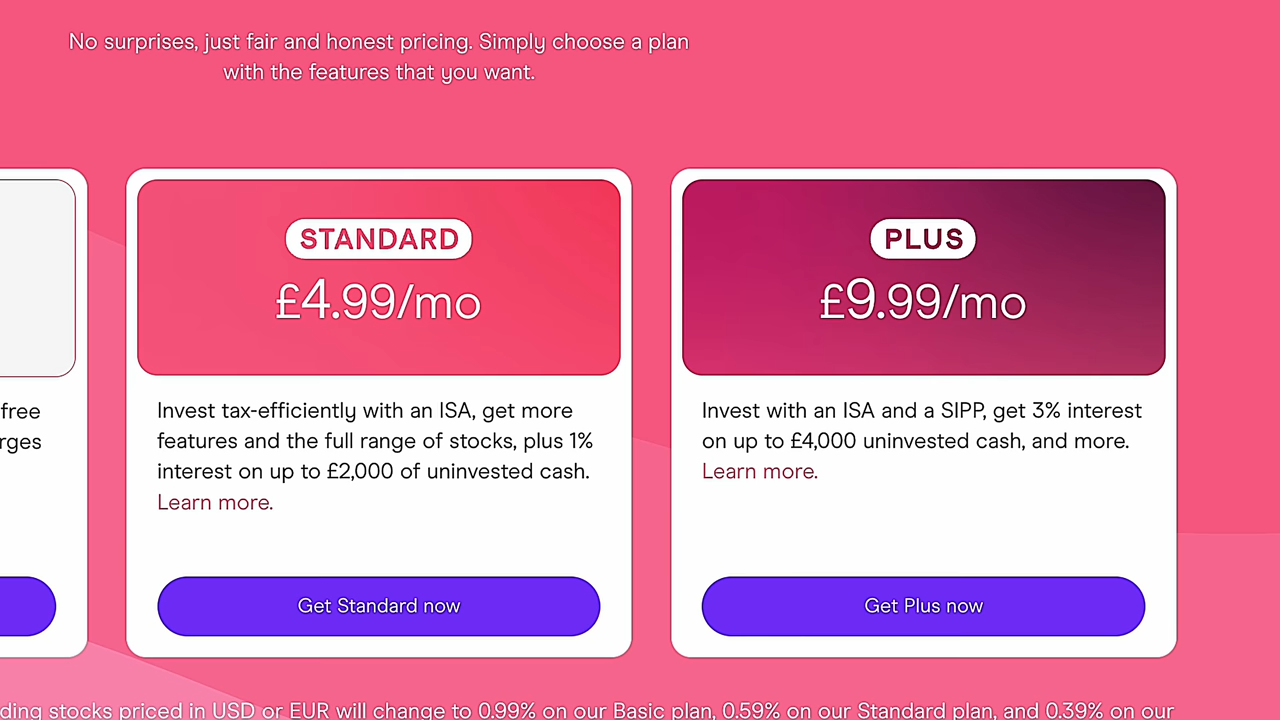 No surprises, just fair and honest pricing. Simply choose a plan
with the features that you want.
free
rges
STANDARD
£4.99/mo
Invest tax-efficiently with an ISA, get more
features and the full range of stocks, plus 1%
interest on up to £2,000 of uninvested cash.
Learn more.
Get Standard now
PLUS
£9.99/mo
Invest with an ISA and a SIPP, get 3% interest
on up to £4,000 uninvested cash, and more.
Learn more.
Get Plus now
ding stocks priced in USD or EUR will change to 0.99% on our Basic plan, 0.59% on our Standard plan, and 0.39% on our